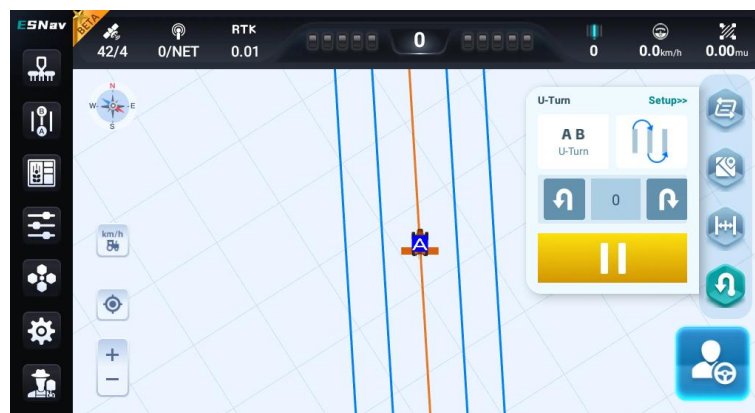 ESNav
BETA
42/4
0/NET
RTK
0.01
0
0
0.0km/h
0.00mu
N
W
E
S
B
A
km/h
A
U-Turn
Setup>>
A B
U-Turn
0
+
−